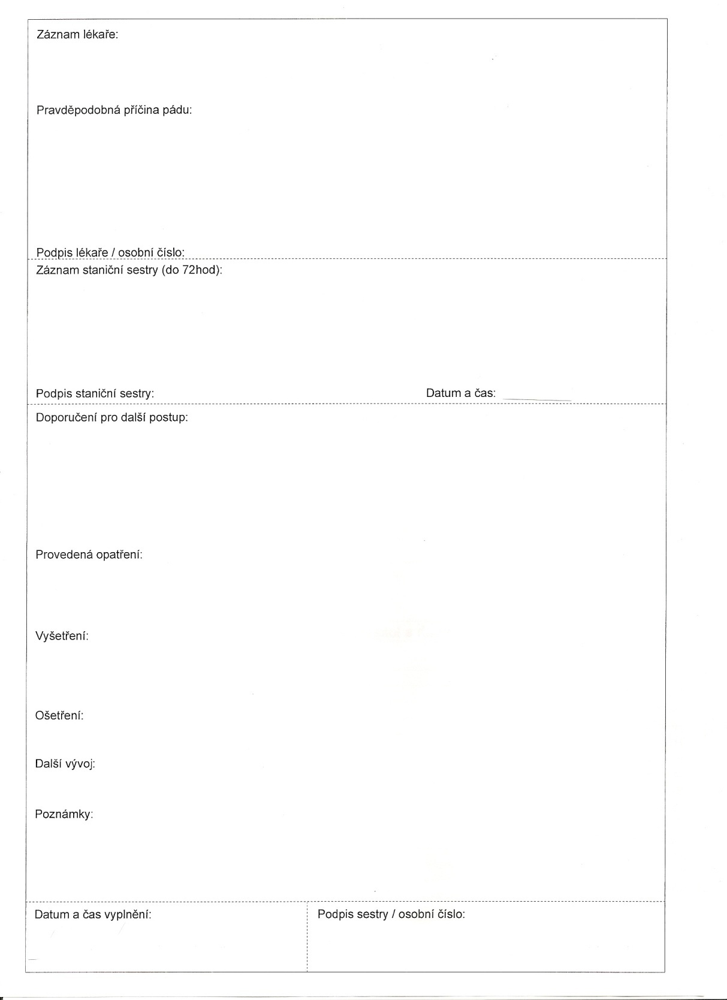 Záznam lékaře:
Pravděpodobná příčina pádu:
Podpis lékaře / osobní číslo:
Záznam staniční sestry (do 72hod):
Podpis staniční sestry: Datum a čas:
Doporučení pro další postup:
Provedená opatření:
Vyšetření:
Ošetření:
Další vývoj:
Poznámky:
Datum a čas vyplnění: Podpis sestry / osobní číslo: